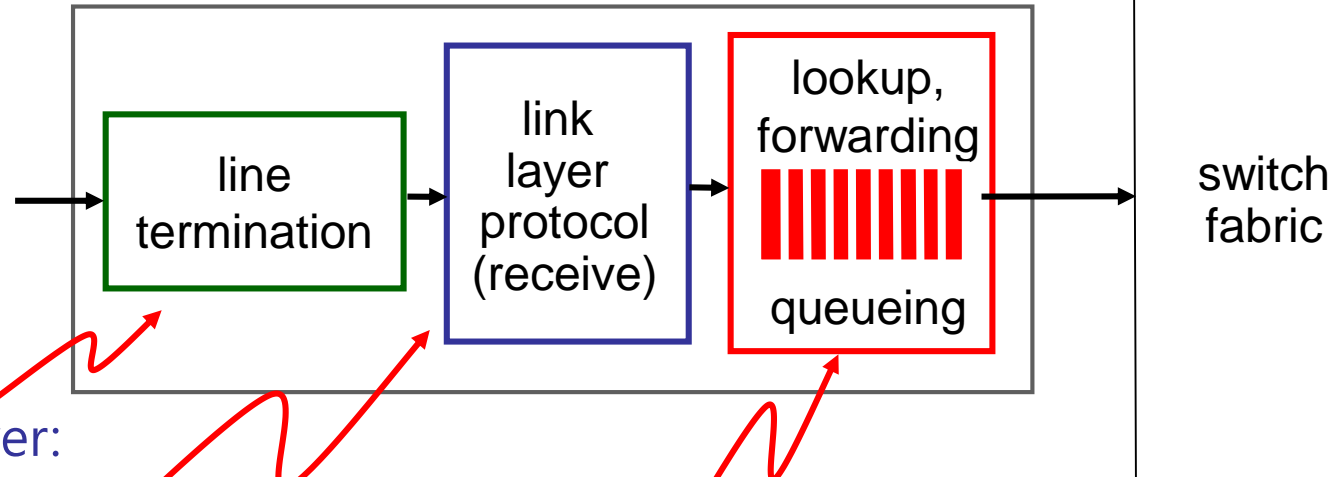 line
termination
link
layer
protocol
(receive)
lookup,
forwarding
queueing
switch
fabric
er: